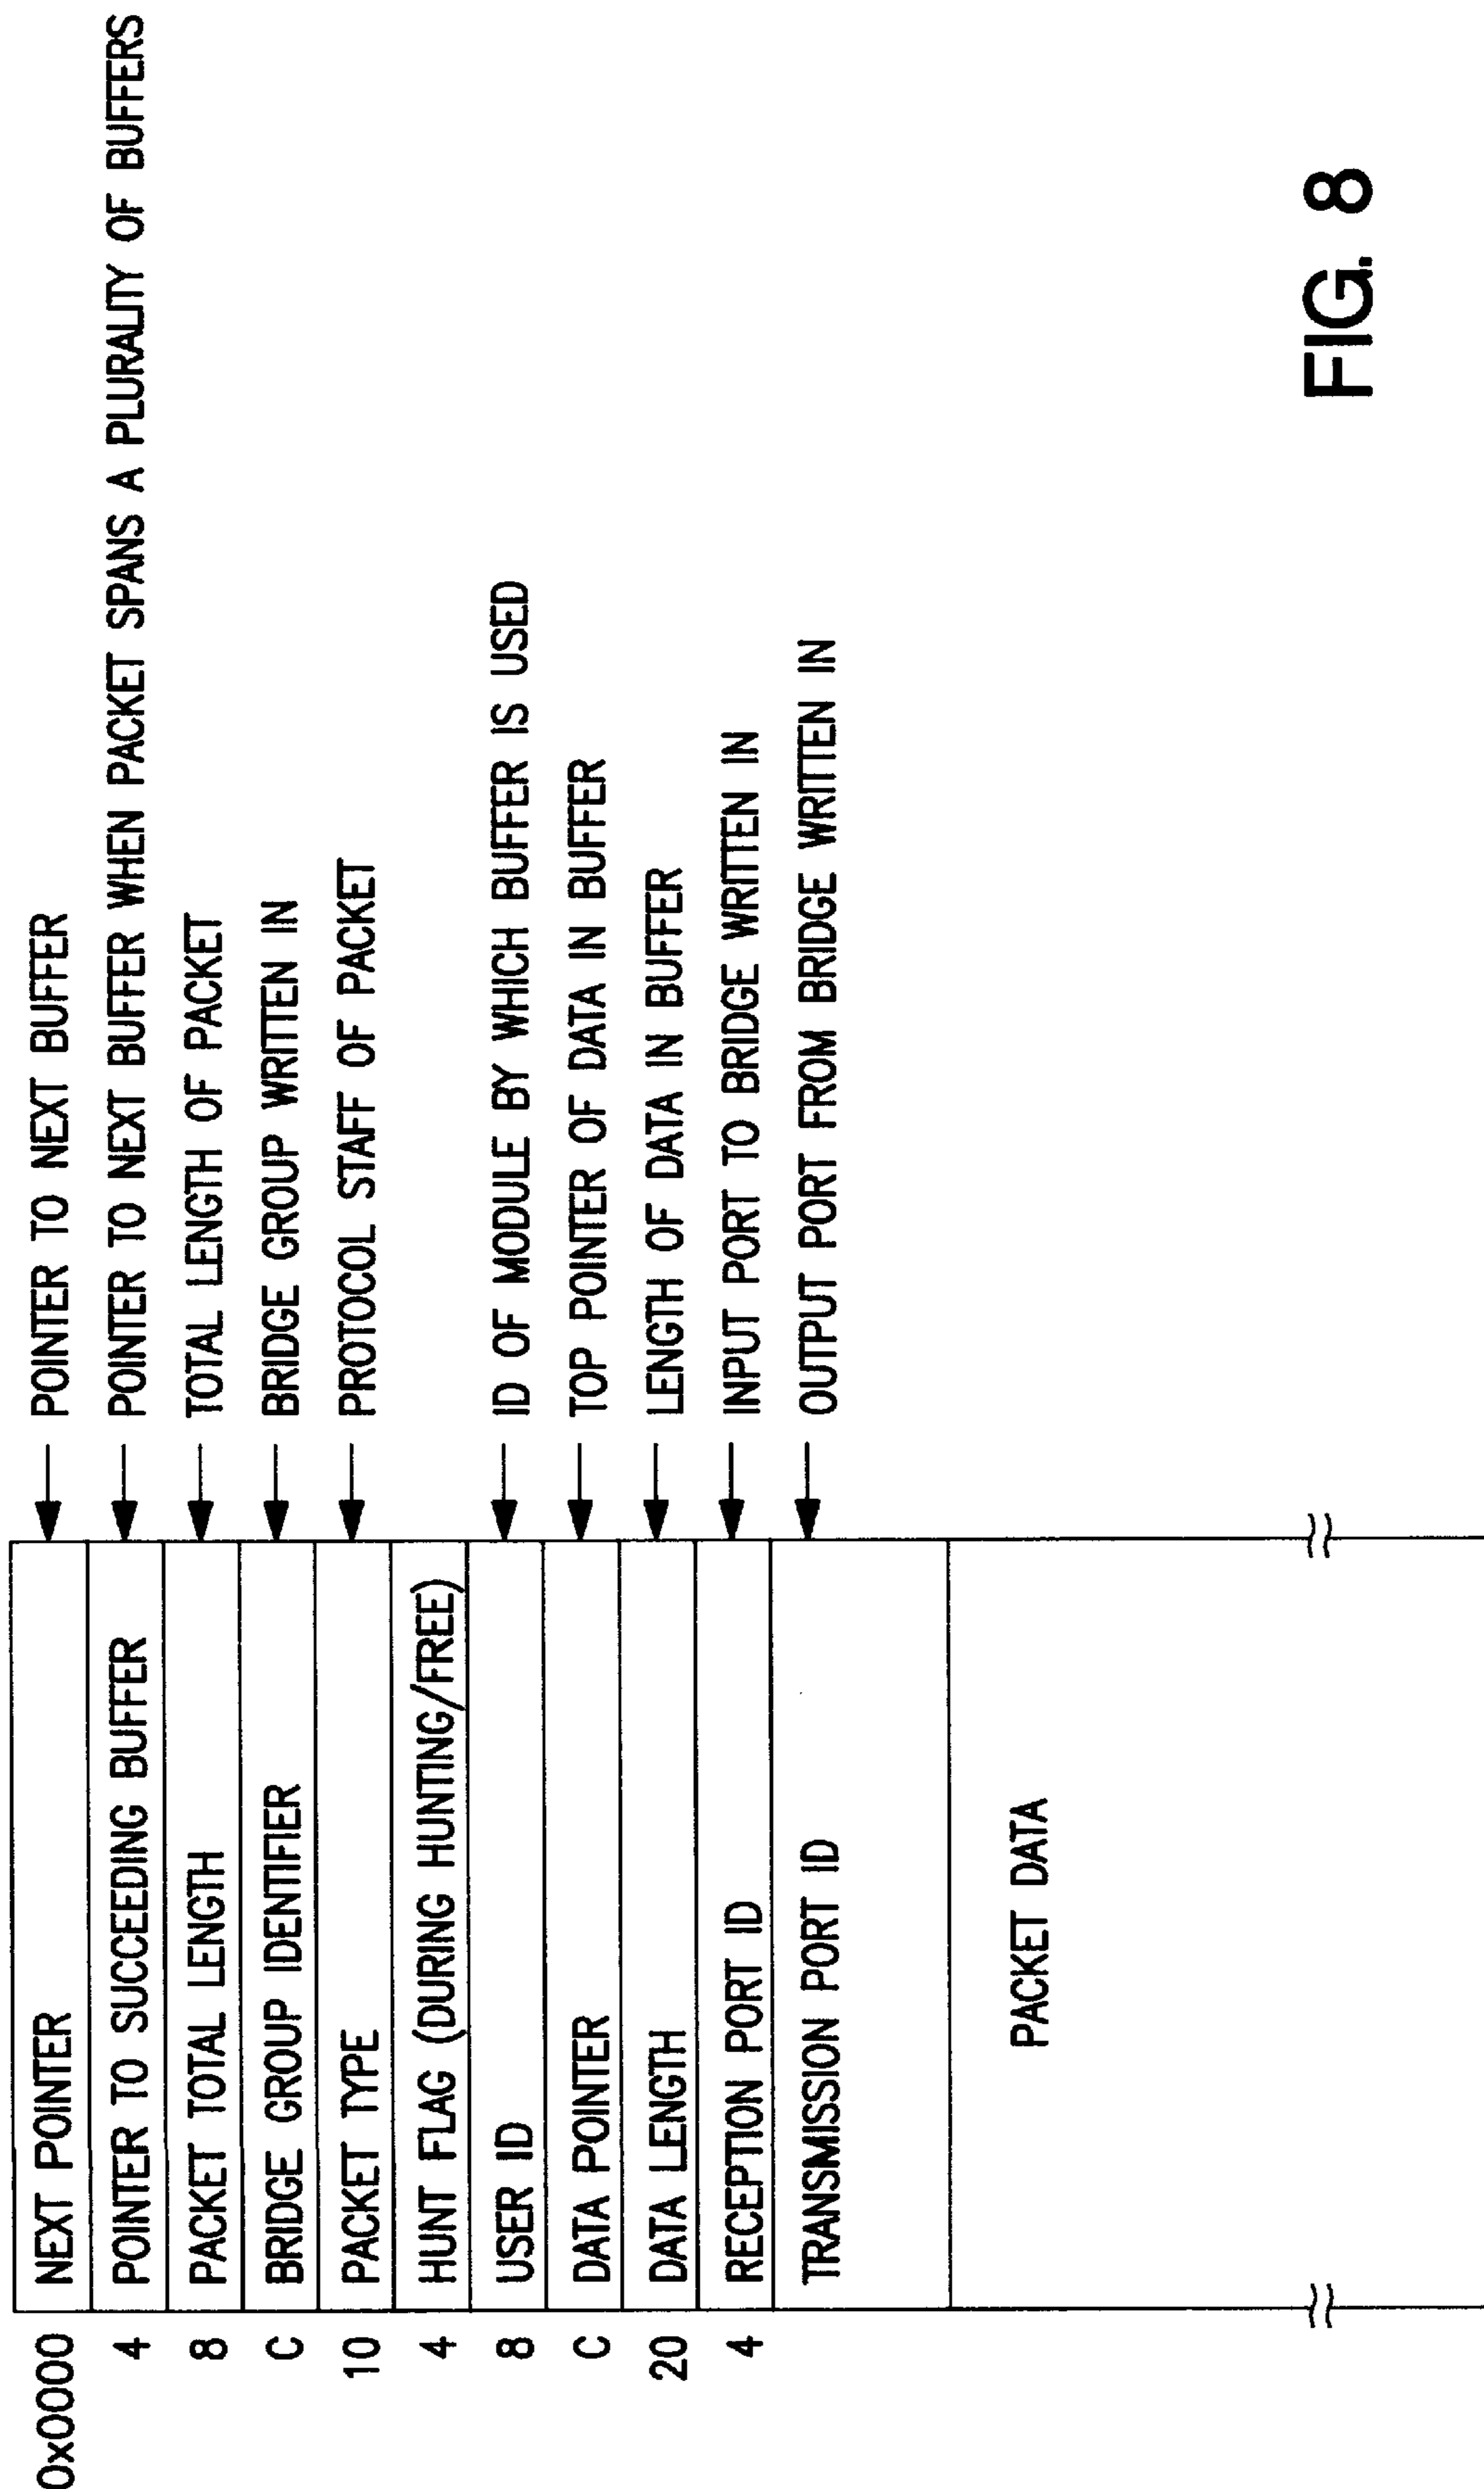 0x0000 NEXT POINTER POINTER TO NEXT BUFFER
4 POINTER TO SUCCEEDING BUFFER POINTER TO NEXT BUFFER WHEN PACKET SPANS A PLURALITY OF BUFFERS
8 PACKET TOTAL LENGTH TOTAL LENGTH OF PACKET
C BRIDGE GROUP IDENTIFIER BRIDGE GROUP WRITTEN IN
10 PACKET TYPE PROTOCOL STAFF OF PACKET
4 HUNT FLAG (DURING HUNTING/FREE)
8 USER ID ID OF MODULE BY WHICH BUFFER IS USED
C DATA POINTER TOP POINTER OF DATA IN BUFFER
20 DATA LENGTH LENGTH OF DATA IN BUFFER
4 RECEPTION PORT ID INPUT PORT TO BRIDGE WRITTEN IN
TRANSMISSION PORT ID OUTPUT PORT FROM BRIDGE WRITTEN IN
PACKET DATA
FIG. 8